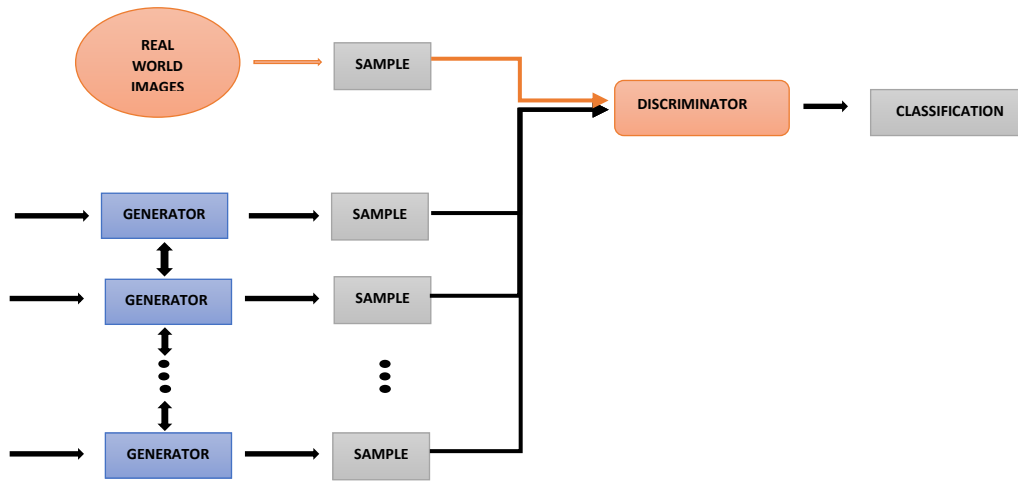 REAL
WORLD
IMAGES
SAMPLE
DISCRIMINATOR
CLASSIFICATION
GENERATOR
SAMPLE
GENERATOR
SAMPLE
GENERATOR
SAMPLE